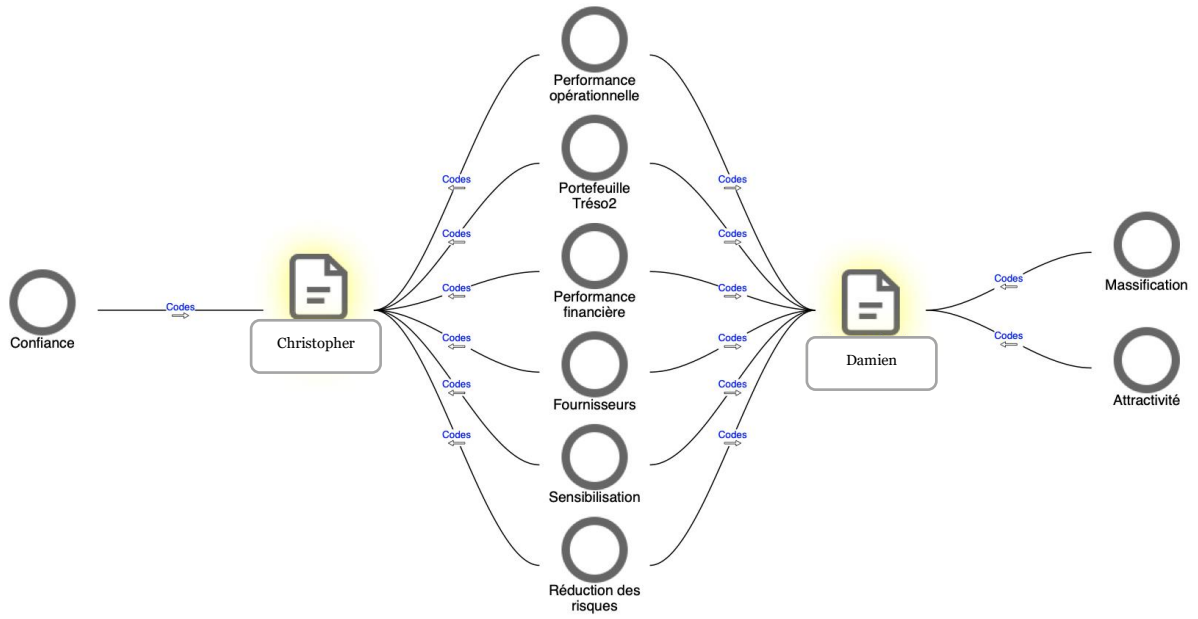 Performance
opérationnelle
Codes
Codes
Portefeuille
Tréso2
Codes
Codes
Performance
financière
Codes
Codes
Codes
Confiance
Christopher
Codes
Codes
Fournisseurs
Codes
Codes
Sensibilisation
Codes
Codes
Réduction des
risques
Damien
Codes
Massification
Codes
Attractivité